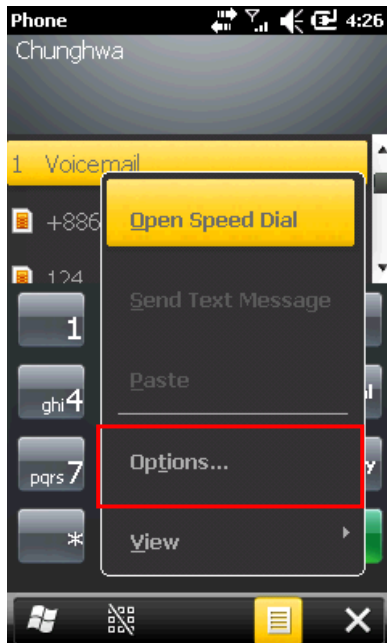 Phone 4:26
Chunghwa
1 Voicemail
+886
Open Speed Dial
124
Send Text Message
1
Paste
ghi4
Options...
pqrs7
y
View
*